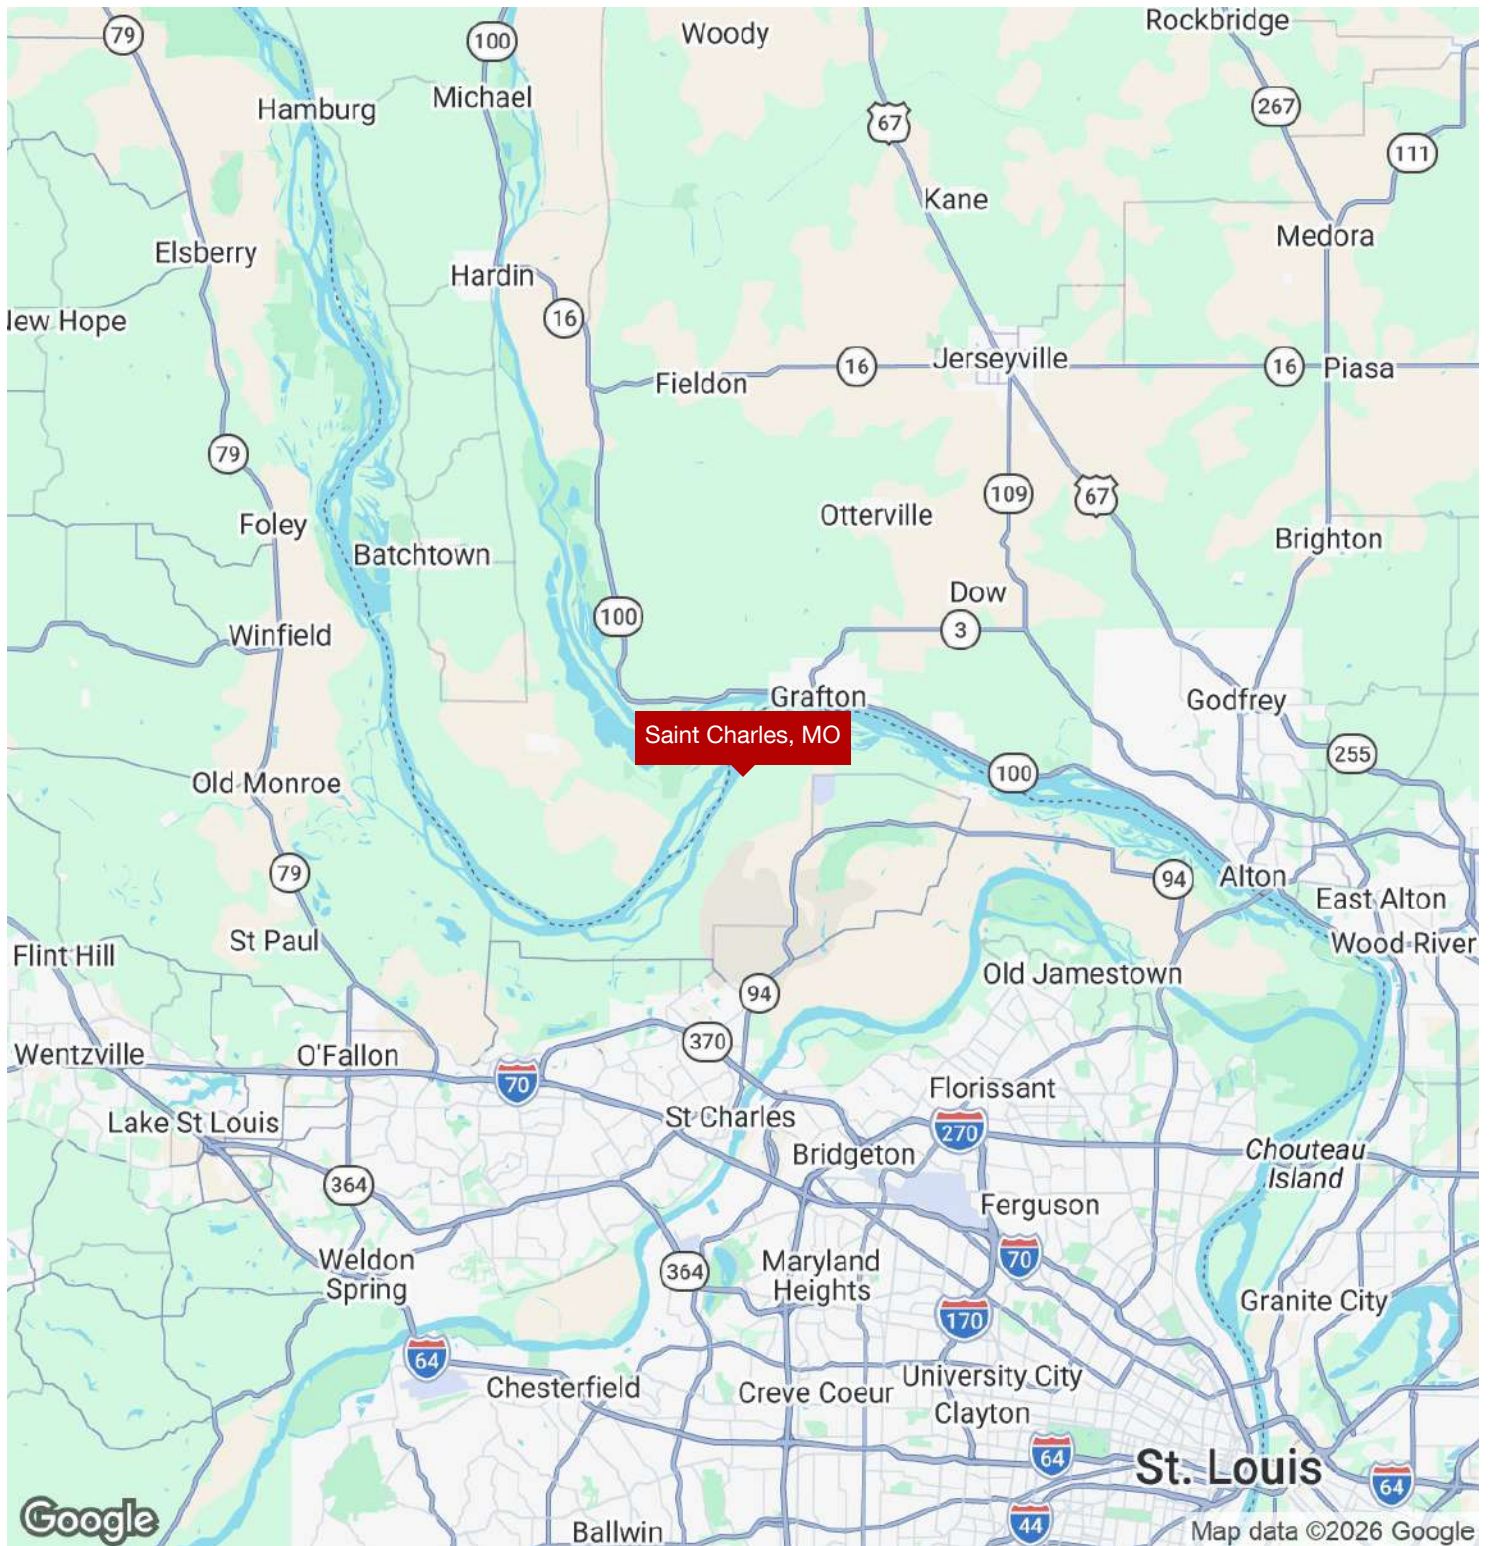 Rockbridge
79
100
Woody
Michael
Hamburg
267
67
111
Kane
Medora
Elsberry
Hardin
New Hope
16
Jerseyville
16
16
Piasa
Fieldon
79
109
67
Otterville
Foley
Brighton
Batchtown
Dow
100
3
Winfield
Grafton
Godfrey
Saint Charles, MO
255
100
Old Monroe
79
94
Alton
East Alton
St Paul
Wood River
Flint Hill
Old Jamestown
94
370
Wentzville
O'Fallon
70
Florissant
St Charles
Lake St Louis
270
Bridgeton
Chouteau
Island
364
Ferguson
Weldon
Spring
70
Maryland
Heights
364
Granite City
170
64
University City
Chesterfield
Creve Coeur
Clayton
64
St. Louis
64
Google
44
Ballwin
Map data ©2026 Google